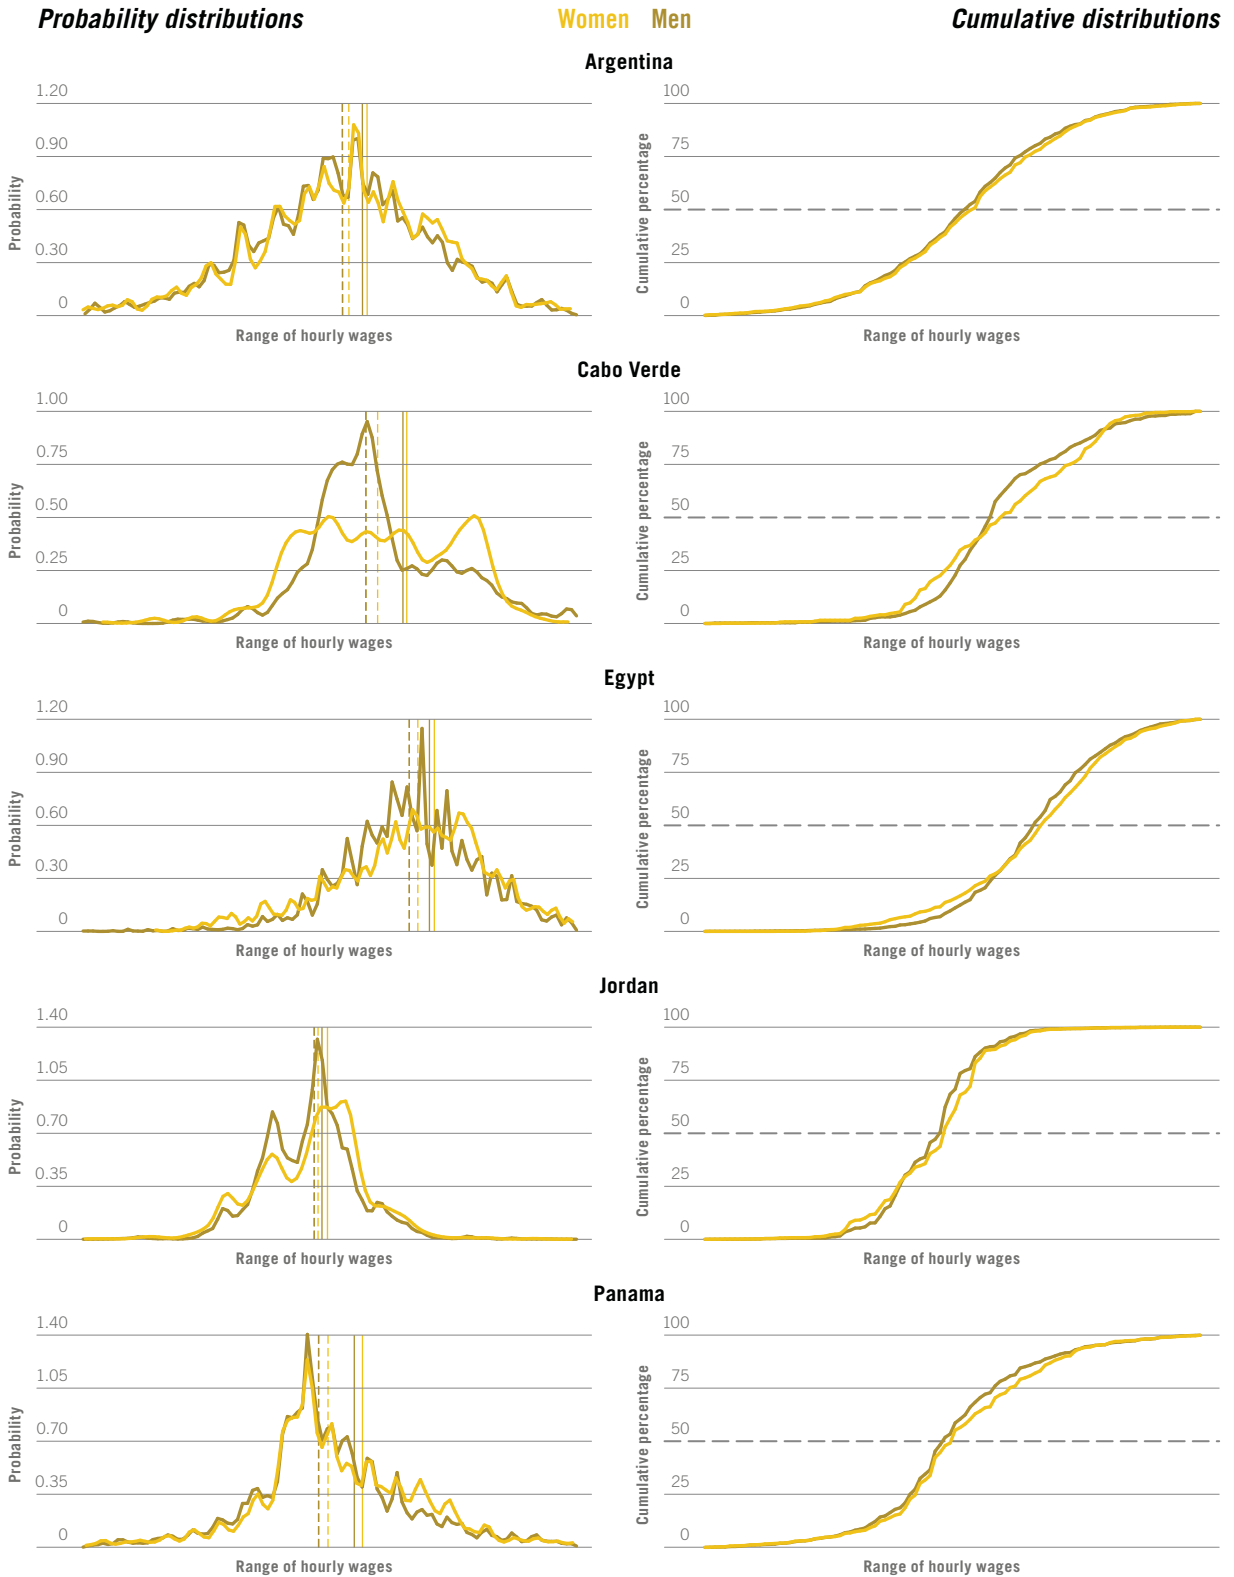 Probability distributions
Women Men
Cumulative distributions
Argentina
1.20
0.90
0.60
0.30
0
Probability
Range of hourly wages
100
75
50
25
0
Cumulative percentage
Range of hourly wages
Cabo Verde
1.00
0.75
0.50
0.25
0
Probability
Range of hourly wages
100
75
50
25
0
Cumulative percentage
Range of hourly wages
Egypt
1.20
0.90
0.60
0.30
0
Probability
Range of hourly wages
100
75
50
25
0
Cumulative percentage
Range of hourly wages
Jordan
1.40
1.05
0.70
0.35
0
Probability
Range of hourly wages
100
75
50
25
0
Cumulative percentage
Range of hourly wages
Panama
1.40
1.05
0.70
0.35
0
Probability
Range of hourly wages
100
75
50
25
0
Cumulative percentage
Range of hourly wages